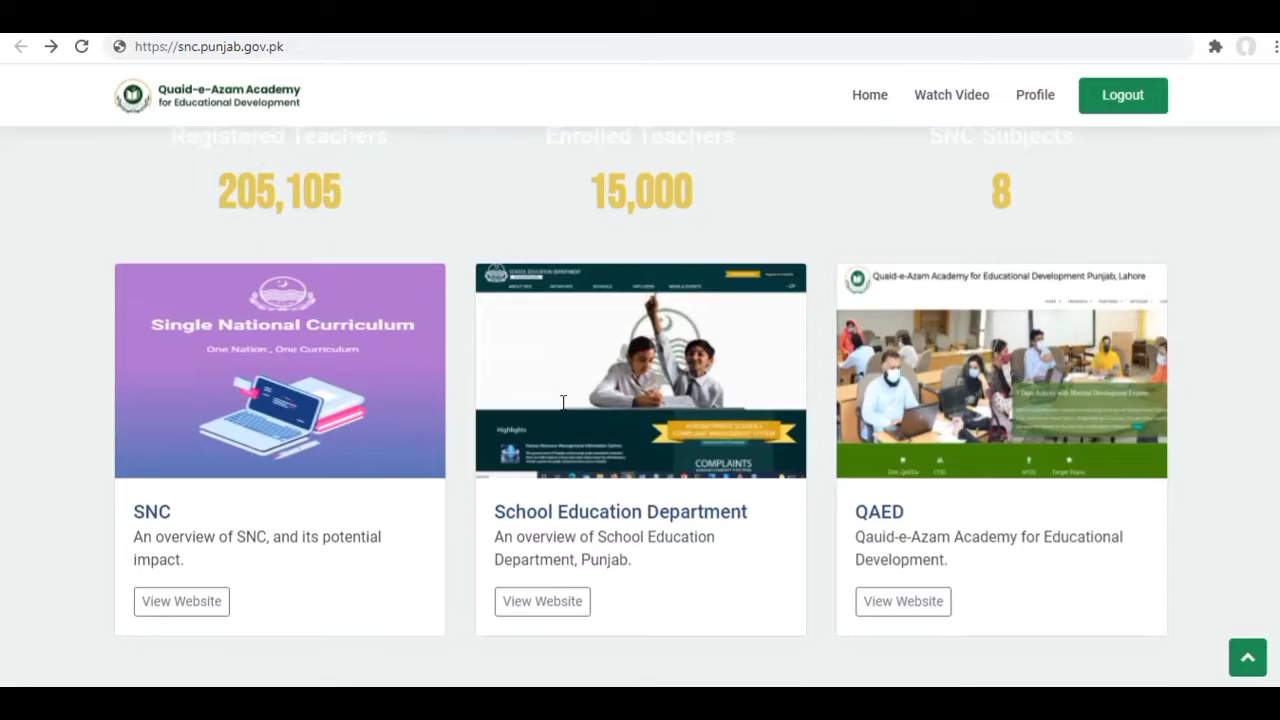 https://snc.punjab.gov.pk
Quaid-e-Azam Academy
for Educational Development
Home
Watch Video
Profile
Logout
Registered Teachers
Enrolled Teachers
SNC Subjects
205,105
15,000
8
Single National Curriculum
One Nation , One Curriculum
SCHOOL EDUCATION DEPARTMENT
Highlights
COMPLAINTS
Quaid-e-Azam Academy for Educational Development Punjab, Lahore
SNC
An overview of SNC, and its potential
impact.
View Website
School Education Department
An overview of School Education
Department, Punjab.
View Website
QAED
Qauid-e-Azam Academy for Educational
Development.
View Website